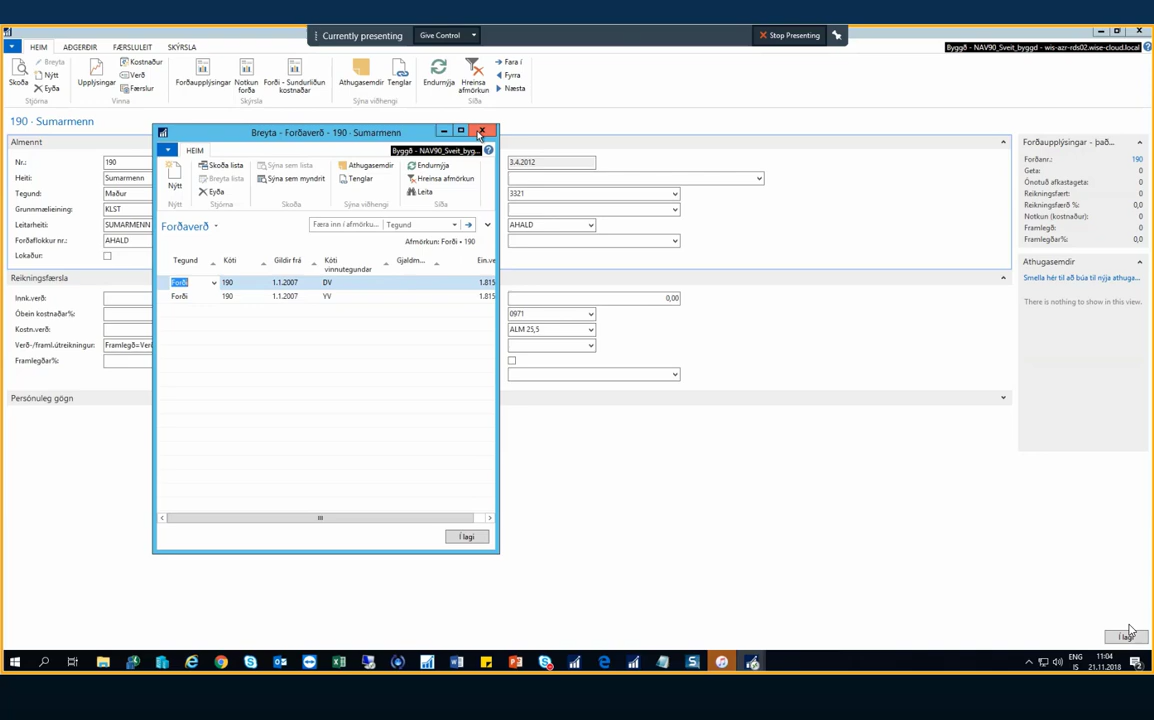 Currently presenting
Give Control
Stop Presenting
HEIM
AÐGERÐIR
FÆRSLULEIT
SKÝRSLA
Byggð - NAV90_Sveit_byggd - wis-azr-rds02.wise-cloud.local
Skoða
Breyta
Nýtt
Eyða
Stjórna
Upplýsingar
Kostnaður
Verð
Færslur
Vinna
Forðaupplýsingar
Notkun forða
Forði - Sundurliðun kostnaðar
Skýrsla
Athugasemdir
Tenglar
Sýna viðhengi
Endurnýja
Hreinsa afmörkun
Fara í
Fyrra
Næsta
Síða
190 · Sumarmenn
Almennt
Nr.: 190
Heiti: Sumarmenn
Tegund: Maður
Grunnmælieining: KLST
Leitarheiti: SUMARMENN
Forðaflokkur nr.: AHALD
Lokaður:
3.4.2012
3321
AHALD
Reikningsfærsla
Innk.verð:
Óbein kostnaðar%:
Kostn.verð:
Verð-/framl.útreikningur:
Framlegðar%:
0,00
0971
ALM 25,5
Persónuleg gögn
Breyta - Forðaverð - 190 · Sumarmenn
HEIM
Byggð - NAV90_Sveit_byg...
Nýtt
Nýtt
Skoða lista
Breyta lista
Eyða
Stjórna
Sýna sem lista
Sýna sem myndrit
Skoða
Athugasemdir
Tenglar
Sýna viðhengi
Endurnýja
Hreinsa afmörkun
Leita
Síða
Forðaverð
Færa inn í afmörku...
Tegund
Afmörkun: Forði • 190
Tegund Kóti Gildir frá Kóti vinnutegundar Gjaldm... Ein.ve
Forði 190 1.1.2007 DV 1.815
Forði 190 1.1.2007 YV 1.815
Í lagi
Forðaupplýsingar - það...
Forðanr.: 190
Geta: 0
Ónotuð afkastageta: 0
Reikningsfært: 0
Reikningsfærð %: 0,0
Notkun (kostnaður): 0
Framlegð: 0
Framlegðar%: 0,0
Athugasemdir
Smella hér til að búa til nýja athuga...
There is nothing to show in this view.
Í lagi
ENG
IS
11:04
21.11.2018
2